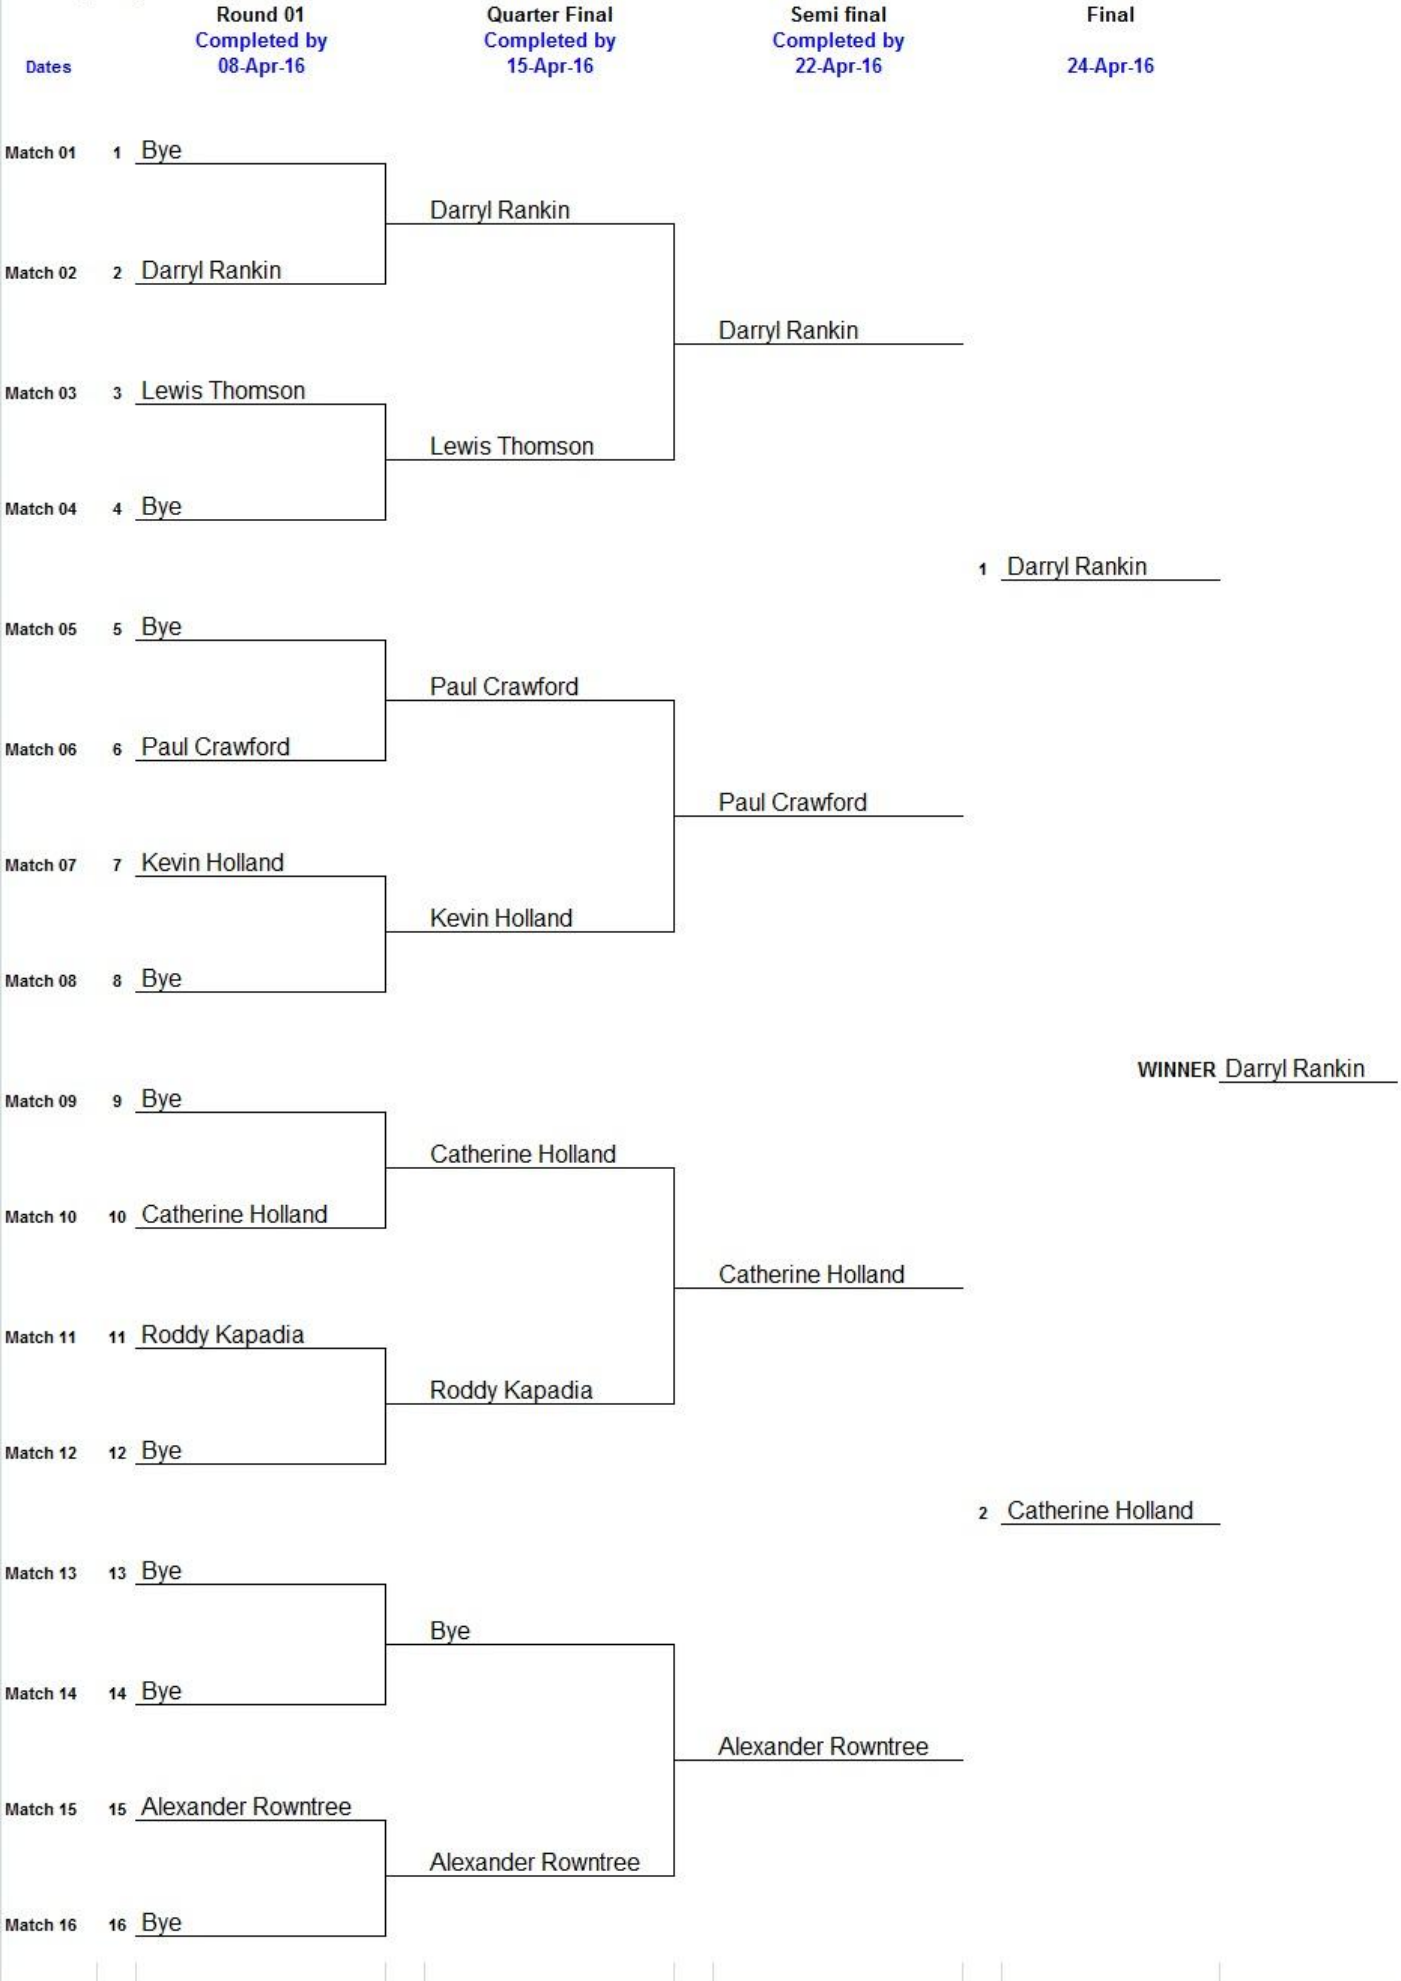 Round 01 Quarter Final Semi final Final
Completed by Completed by Completed by
Dates 08-Apr-16 15-Apr-16 22-Apr-16 24-Apr-16
Match 01 1 Bye
Darryl Rankin
Match 02 2 Darryl Rankin
Darryl Rankin
Match 03 3 Lewis Thomson
Lewis Thomson
Match 04 4 Bye
1 Darryl Rankin
Match 05 5 Bye
Paul Crawford
Match 06 6 Paul Crawford
Paul Crawford
Match 07 7 Kevin Holland
Kevin Holland
Match 08 8 Bye
WINNER Darryl Rankin
Match 09 9 Bye
Catherine Holland
Match 10 10 Catherine Holland
Catherine Holland
Match 11 11 Roddy Kapadia
Roddy Kapadia
Match 12 12 Bye
2 Catherine Holland
Match 13 13 Bye
Bye
Match 14 14 Bye
Alexander Rowntree
Match 15 15 Alexander Rowntree
Alexander Rowntree
Match 16 16 Bye